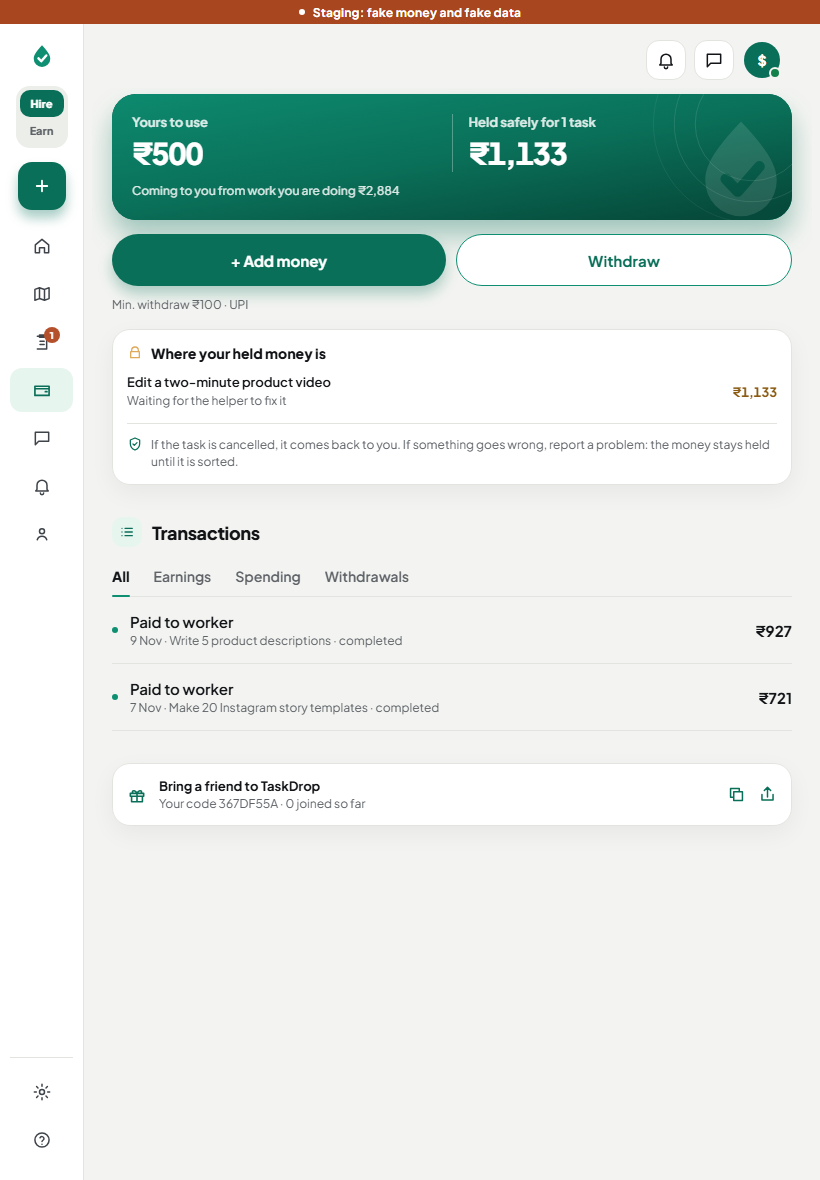 Staging: fake money and fake data
$
Hire
Earn
+
1
Yours to use
₹500
Held safely for 1 task
₹1,133
Coming to you from work you are doing ₹2,884
+ Add money
Withdraw
Min. withdraw ₹100 · UPI
Where your held money is
Edit a two-minute product video
Waiting for the helper to fix it
₹1,133
If the task is cancelled, it comes back to you. If something goes wrong, report a problem: the money stays held
until it is sorted.
Transactions
All
Earnings
Spending
Withdrawals
Paid to worker
9 Nov · Write 5 product descriptions · completed
₹927
Paid to worker
7 Nov · Make 20 Instagram story templates · completed
₹721
Bring a friend to TaskDrop
Your code 367DF55A · 0 joined so far